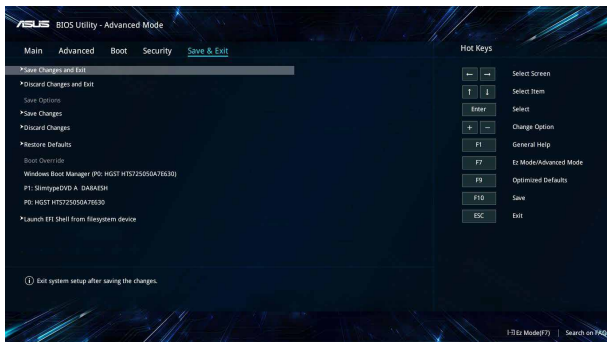 ASUS BIOS Utility - Advanced Mode
Main Advanced Boot Security Save & Exit
Save Changes and Exit
Discard Changes and Exit
Save Options
Save Changes
Discard Changes
Restore Defaults
Boot Override
Windows Boot Manager (P0: HGST HTS725050A7E630)
P1: SlimtypeDVD A DA8AESH
P0: HGST HTS725050A7E630
Launch EFI Shell from filesystem device
Exit system setup after saving the changes.
Hot Keys
← → Select Screen
↑ ↓ Select Item
Enter Select
+ − Change Option
F1 General Help
F7 Ez Mode/Advanced Mode
F9 Optimized Defaults
F10 Save
ESC Exit
Ez Mode(F7) | Search on FAQ